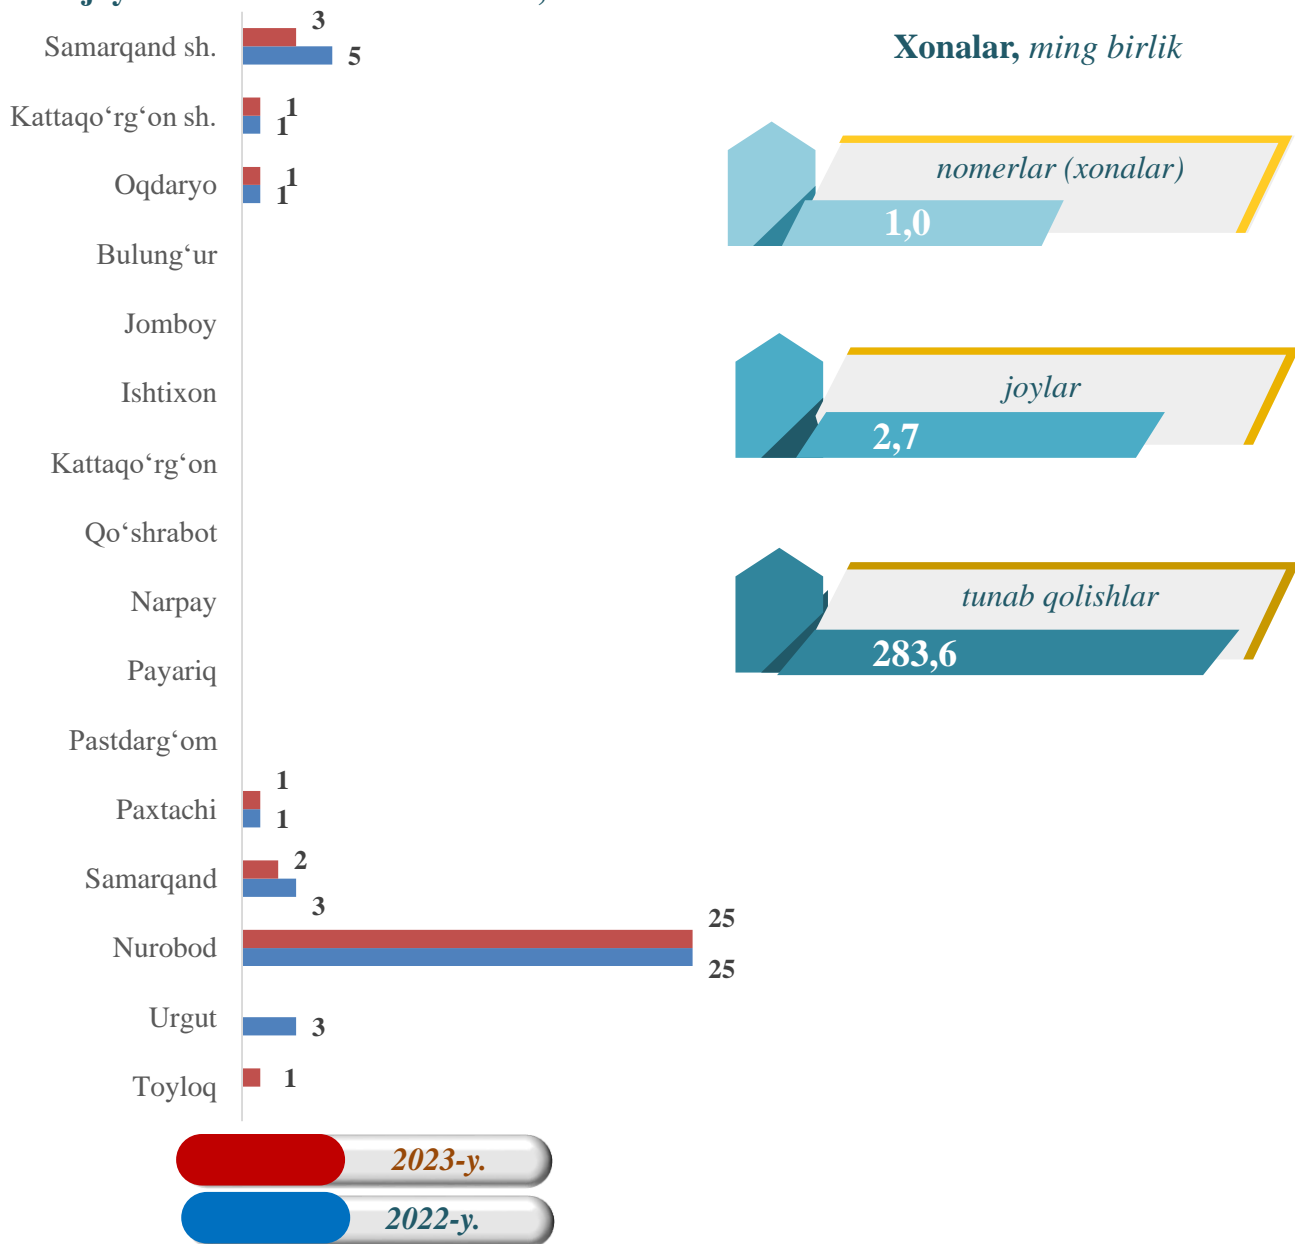 3
Samarqand sh.
5
Kattaqo‘rg‘on sh.
1
1
Oqdaryo
1
1
Bulung‘ur
Jomboy
Ishtixon
Kattaqo‘rg‘on
Qo‘shrabot
Narpay
Payariq
Pastdarg‘om
1
Paxtachi
1
2
Samarqand
3
25
Nurobod
25
Urgut
3
Toyloq
1
2023-y.
2022-y.
Xonalar, ming birlik
nomerlar (xonalar)
1,0
joylar
2,7
tunab qolishlar
283,6